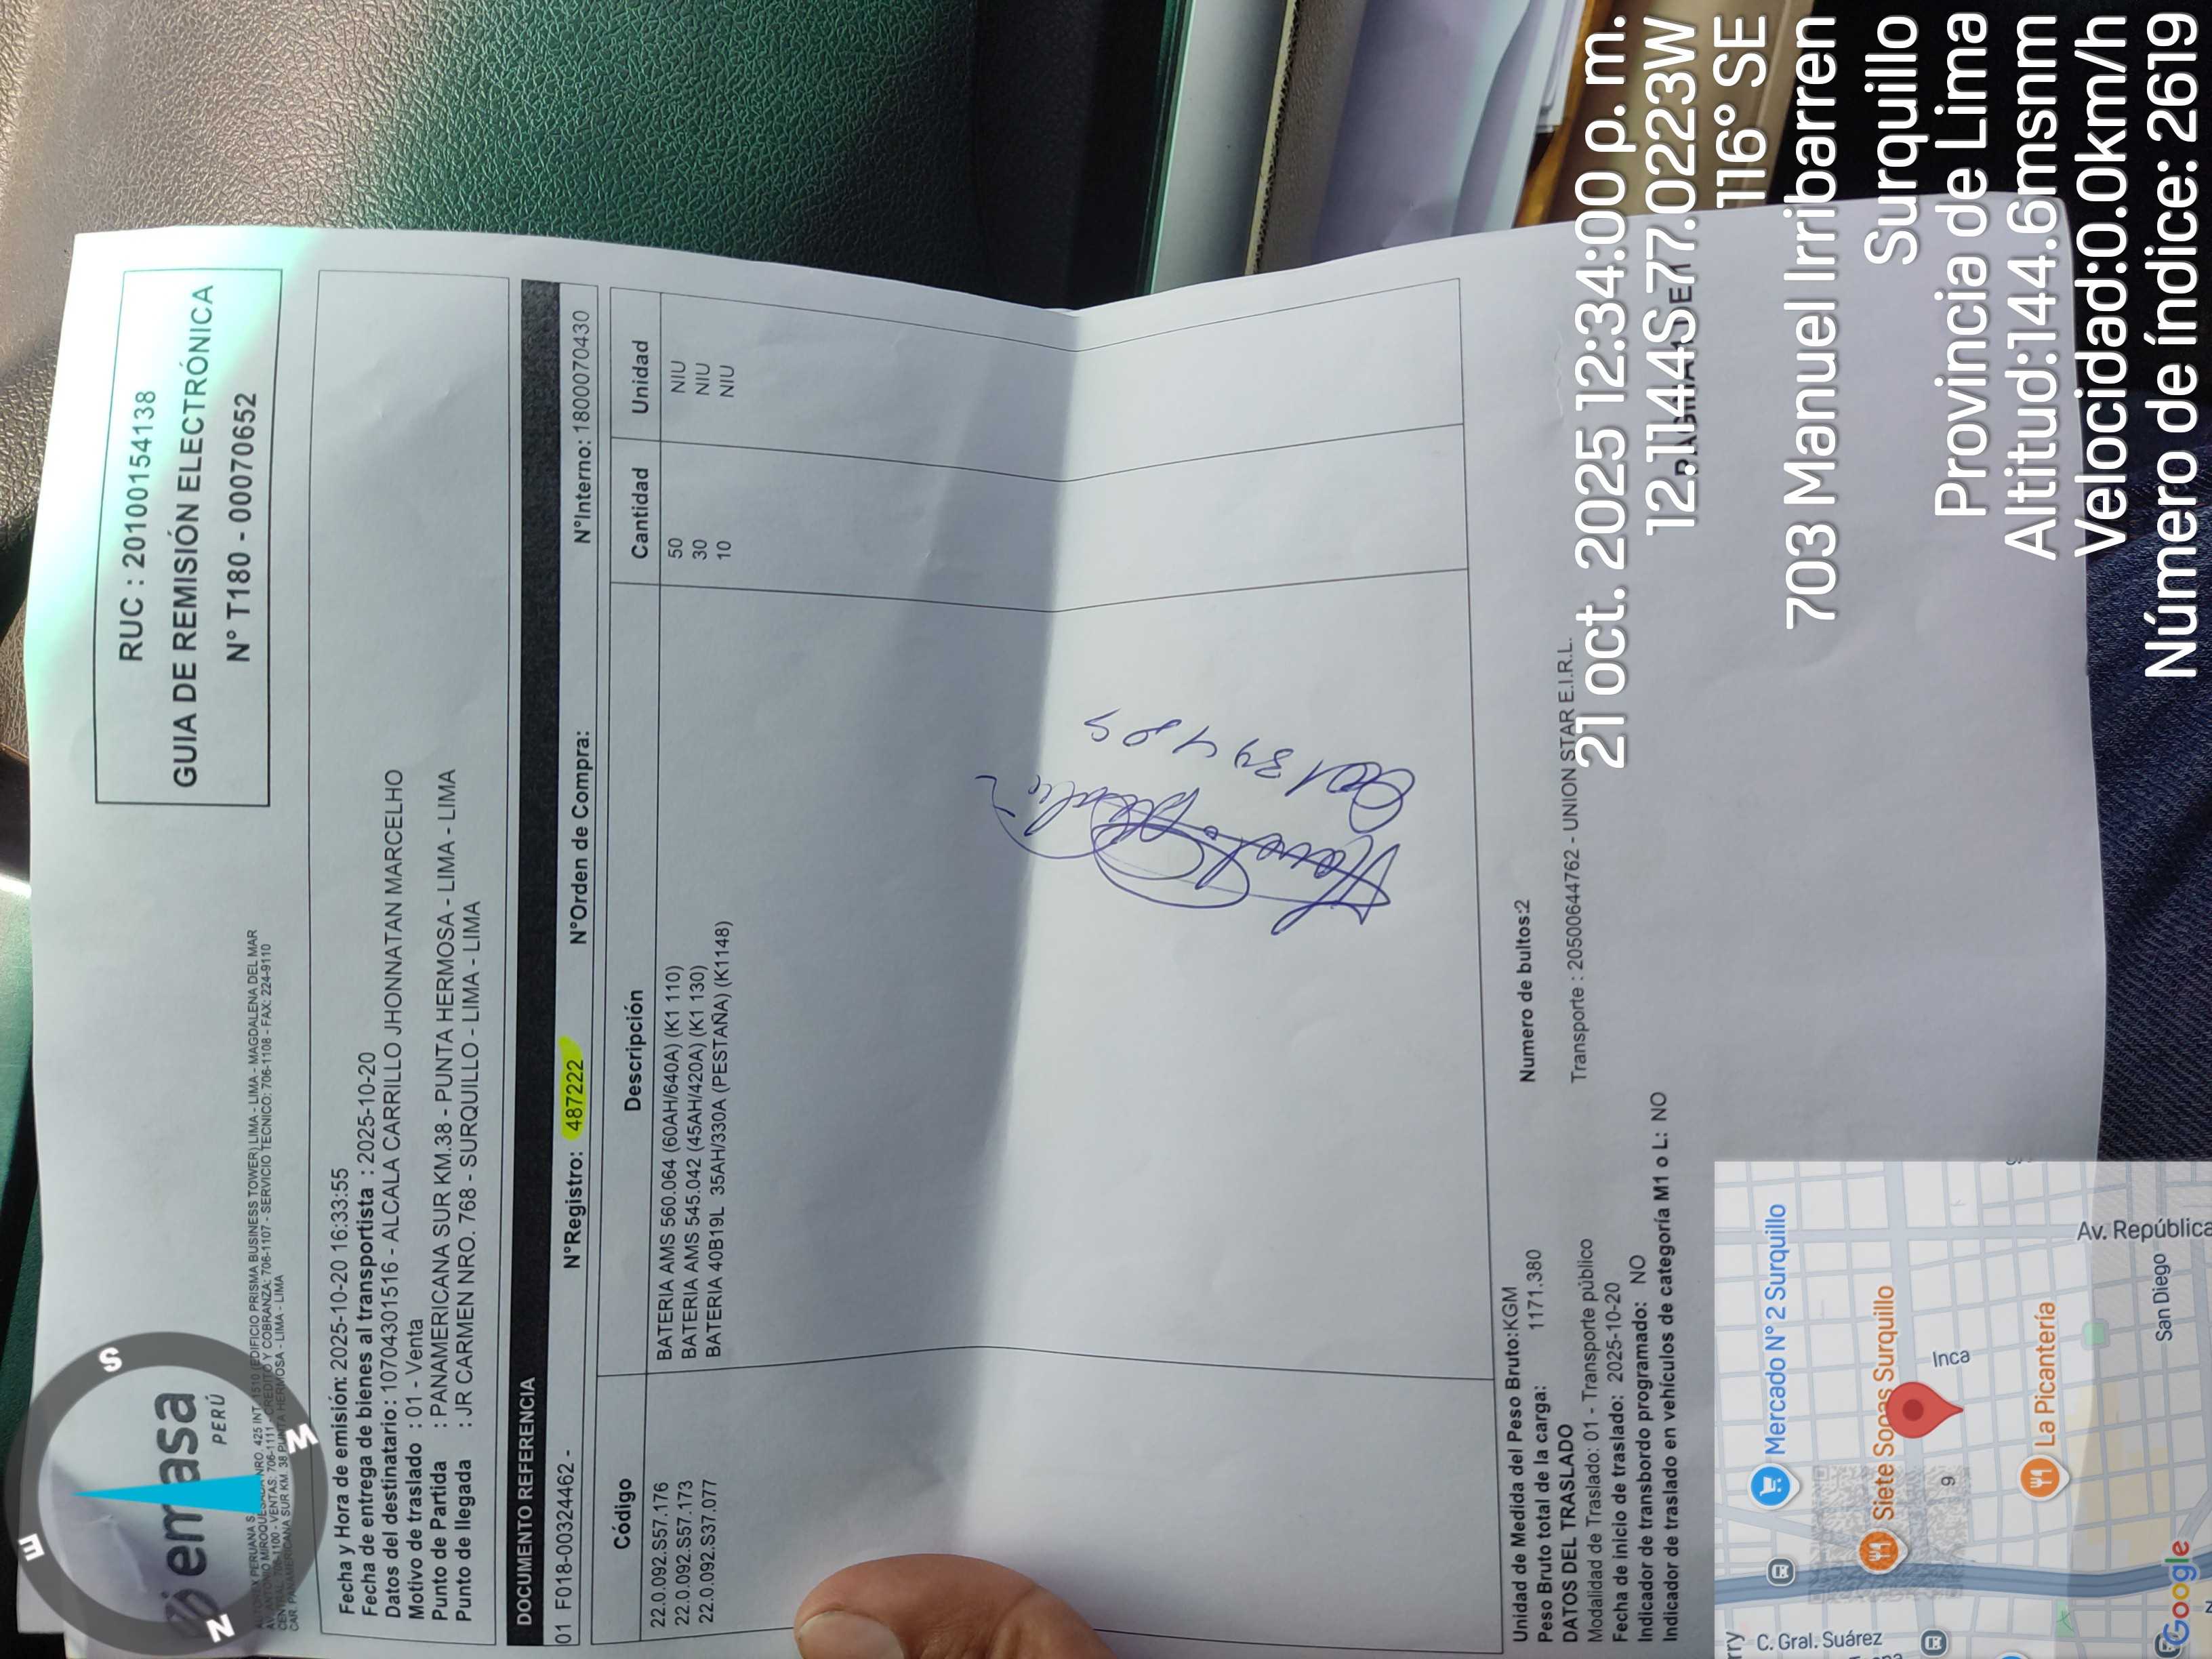 emasa
PERÚ
RUC : 20100154138
GUIA DE REMISIÓN ELECTRÓNICA
N° T180 - 00070652
Fecha y Hora de emisión: 2025-10-20 16:33:55
Fecha de entrega de bienes al transportista : 2025-10-20
Datos del destinatario : 10704301516 - ALCALA CARRILLO JHONNATAN MARCELHO
Motivo de traslado : 01 - Venta
Punto de Partida : PANAMERICANA SUR KM.38 - PUNTA HERMOSA - LIMA - LIMA
Punto de llegada : JR CARMEN NRO. 768 - SURQUILLO - LIMA - LIMA
DOCUMENTO REFERENCIA
01 F018-00324462 - N°Registro: 487222 N°Orden de Compra: N°Interno: 1800070430
Código Descripción Cantidad Unidad
22.0.092.S57.176 BATERIA AMS 560.064 (60AH/640A) (K1 110) 50 NIU
22.0.092.S57.173 BATERIA AMS 545.042 (45AH/420A) (K1 130) 30 NIU
22.0.092.S37.077 BATERIA 40B19L 35AH/330A (PESTAÑA) (K1148) 10 NIU
Unidad de Medida del Peso Bruto:KGM
Peso Bruto total de la carga: 1171.380 Numero de bultos:2
DATOS DEL TRASLADO
Modalidad de Traslado: 01 - Transporte público Transporte : 20500644762 - UNION STAR E.I.R.L.
Fecha de inicio de traslado: 2025-10-20
Indicador de transbordo programado: NO
Indicador de traslado en vehículos de categoría M1 o L: NO
21 oct. 2025 12:34:00 p. m.
12.11144S 77.02223W
116° SE
703 Manuel Irribarren
Surquillo
Provincia de Lima
Altitud:144.6msnm
Velocidad:0.0km/h
Número de índice: 2619
N
E
S
W
Mercado N° 2 Surquillo
Siete Sopas Surquillo
Inca
La Picantería
Av. República
San Diego
C. Gral. Suárez
9
Google